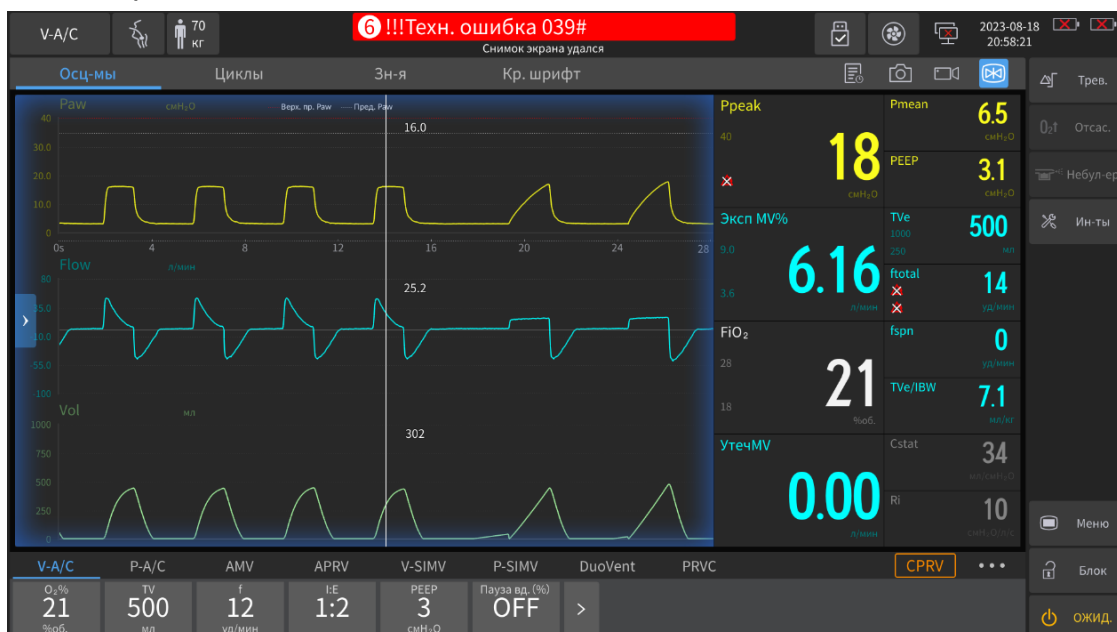 V-A/C
70
кг
6 !!!Техн. ошибка 039#
Снимок экрана удался
2023-08-18
20:58:21
Осц-мы Циклы Зн-я Кр. шрифт
Трев.
Paw смH₂O Верх. пр. Paw Пред. Paw
40
16.0
30.0
20.0
10.0
0
0s 4 8 12 16 20 24 28
Flow л/мин
80
25.2
-55.0
-100
Vol мл
1000
302
750
500
250
0
Ppeak
40
18
смH₂O
Pmean
6.5
смH₂O
PEEP
3.1
смH₂O
Эксп MV%
9.0
6.16
3.6
л/мин
TVe
1000
500
250
мл
ftotal
14
уд/мин
FiO₂
28
21
18
%об.
fspn
0
уд/мин
TVe/IBW
7.1
мл/кг
УтечMV
0.00
л/мин
Cstat
34
мл/смH₂O
Ri
10
O₂↑ Отсас.
Небул-ер
Ин-ты
Меню
Блок
ожид.
V-A/C P-A/C AMV APRV V-SIMV P-SIMV DuoVent PRVC CPRV
O₂% TV f I:E PEEP Пауза вд. (%)
21 500 12 1:2 3 OFF
%об. мл уд/мин смH₂O